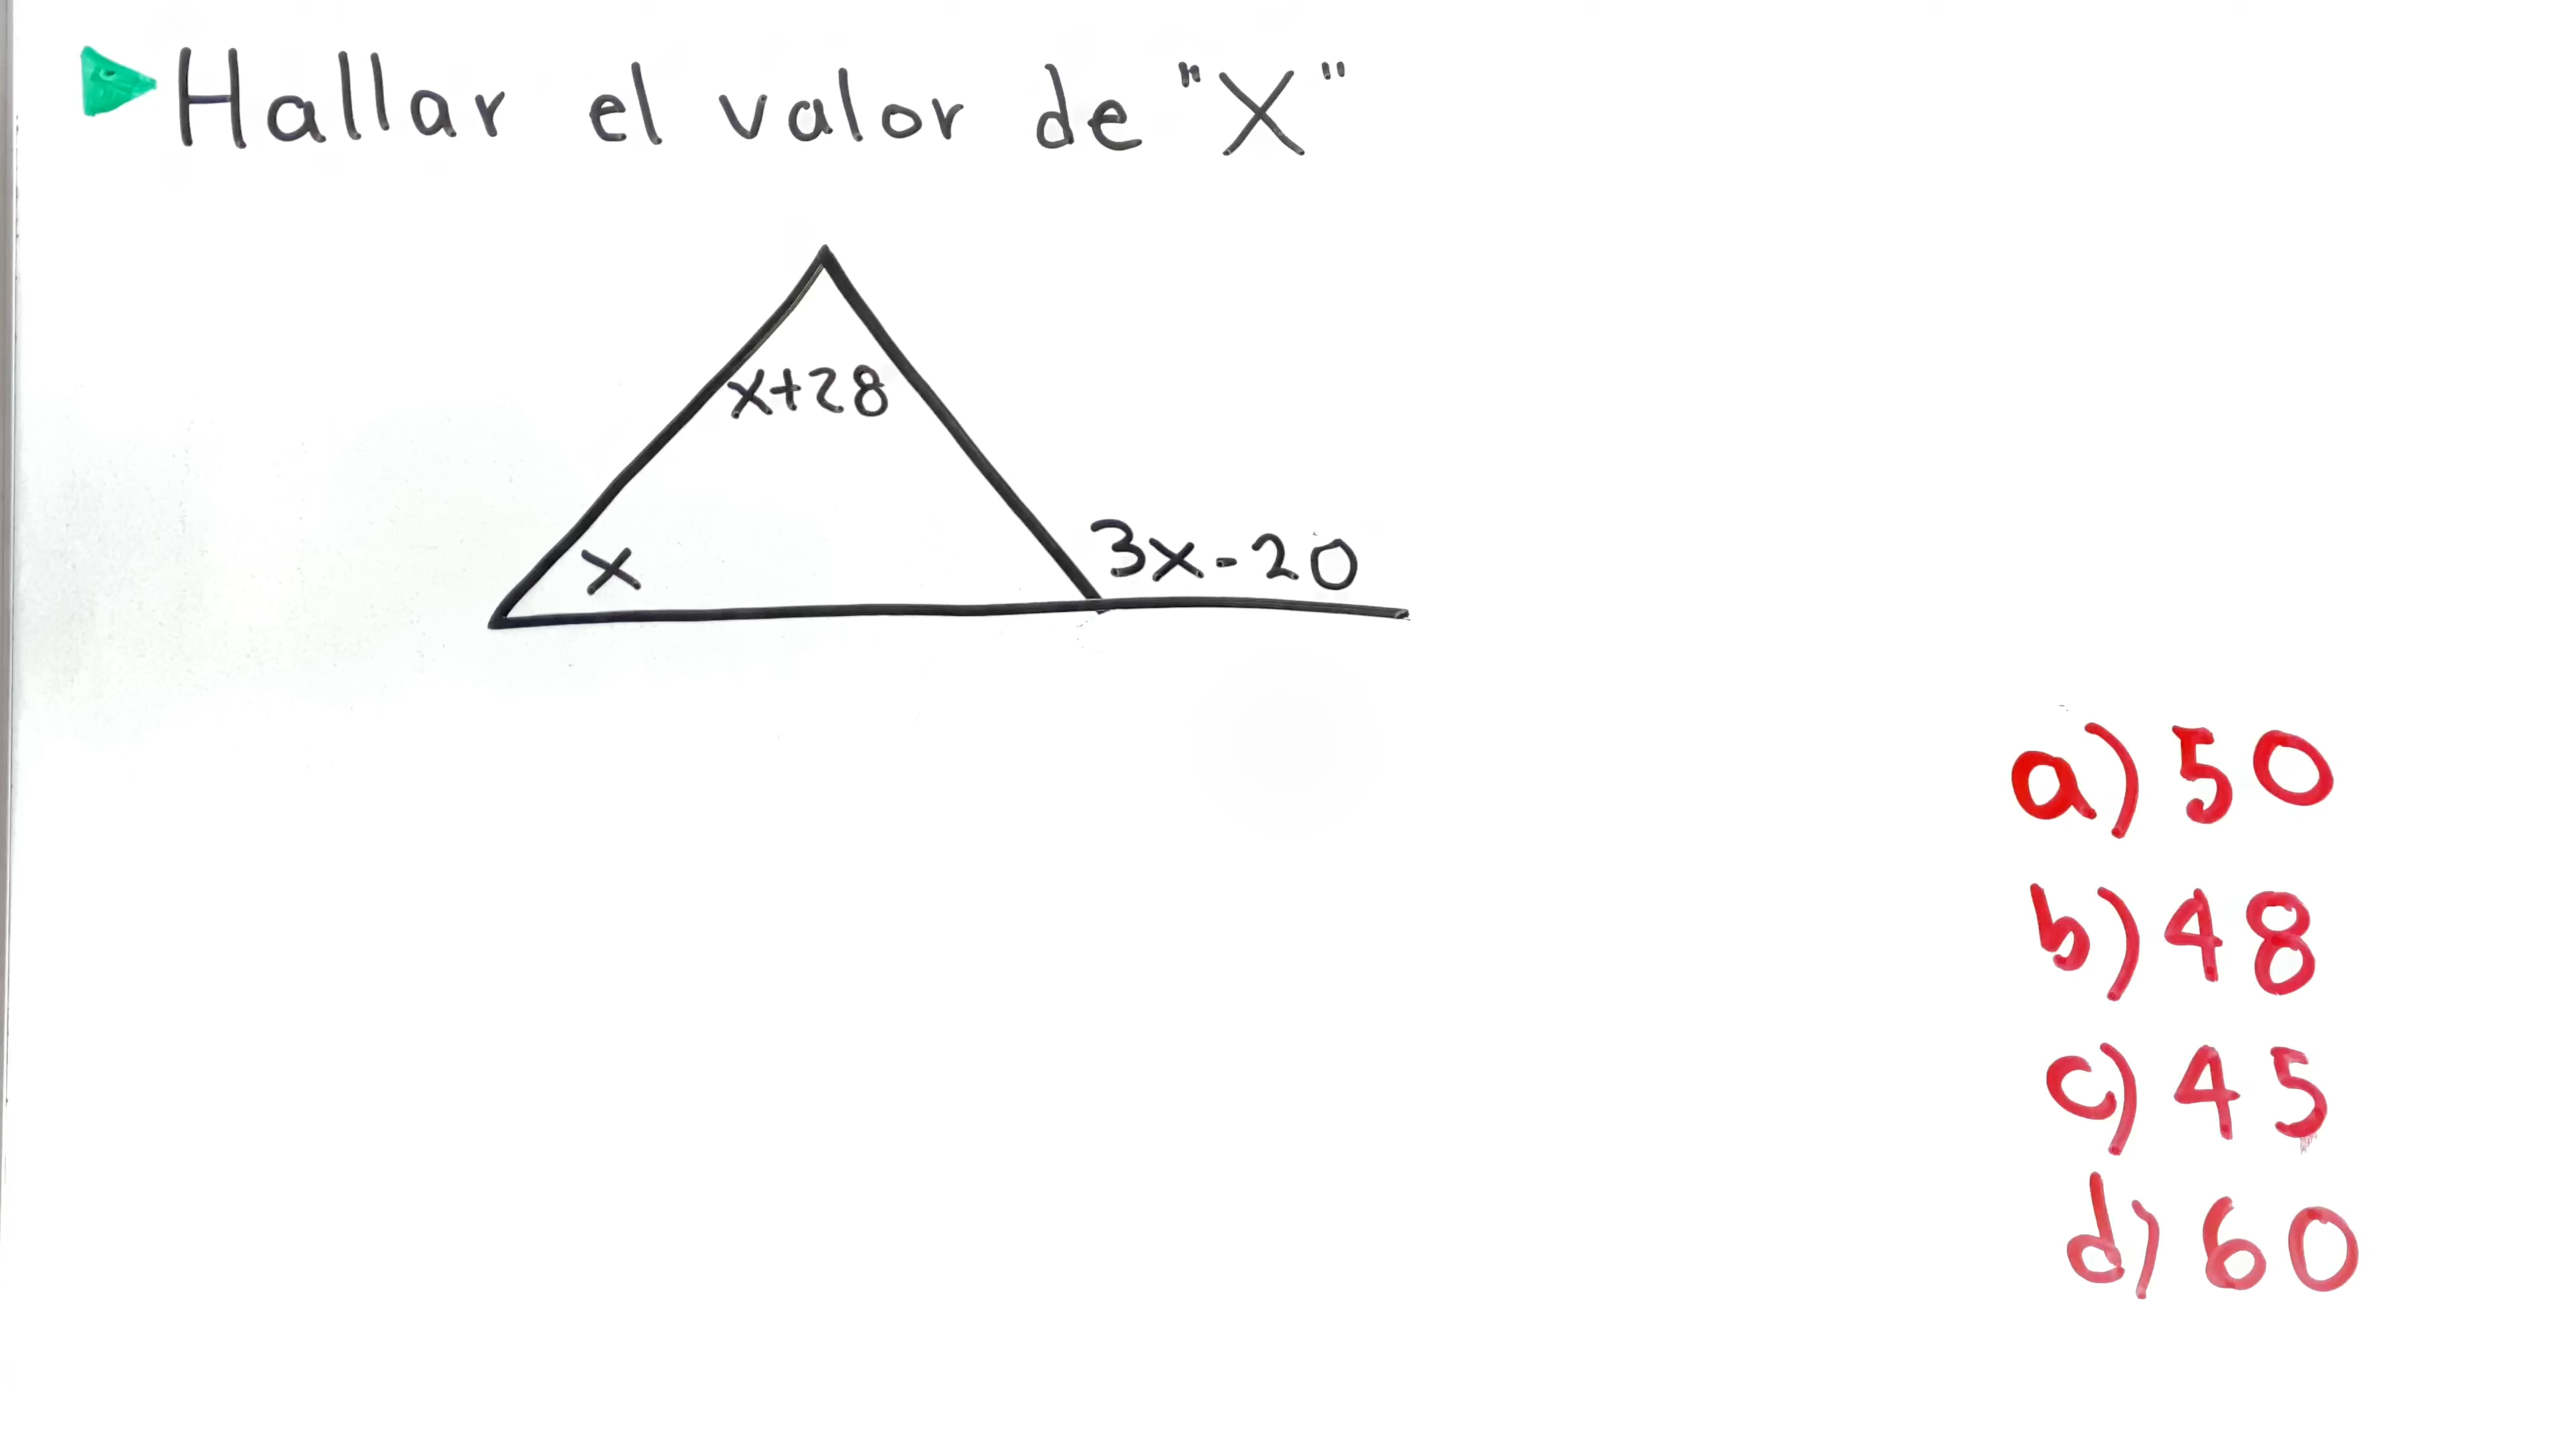 Hallar el valor de "X"
x+28
x
3x-20
a) 50
b) 48
c) 45
d) 60